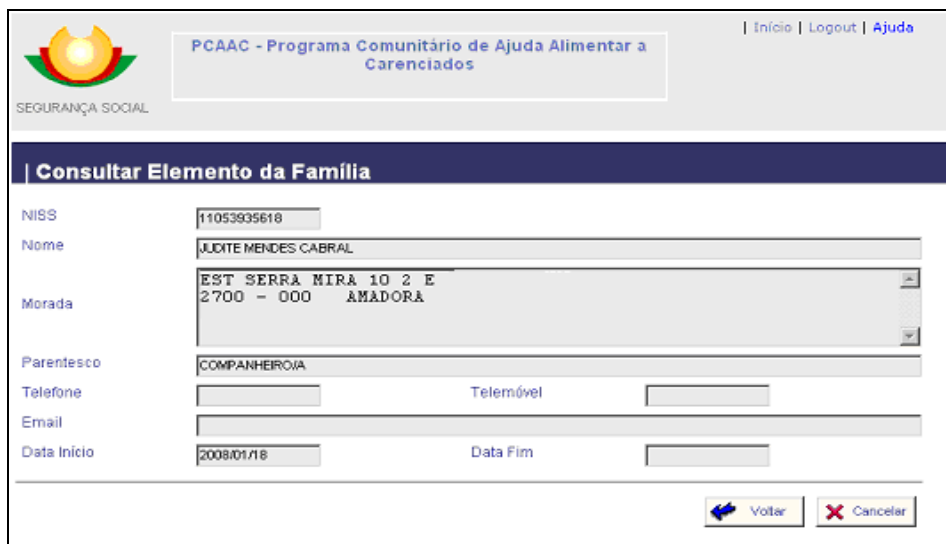 | Início | Logout | Ajuda
PCAAC - Programa Comunitário de Ajuda Alimentar a
Carenciados
SEGURANÇA SOCIAL
| Consultar Elemento da Família
NISS 11053935618
Nome JUDITE MENDES CABRAL
Morada EST SERRA MIRA 10 2 E
2700 - 000 AMADORA
Parentesco COMPANHEIRO/A
Telefone Telemóvel
Email
Data Início 2008/01/18 Data Fim
Voltar Cancelar